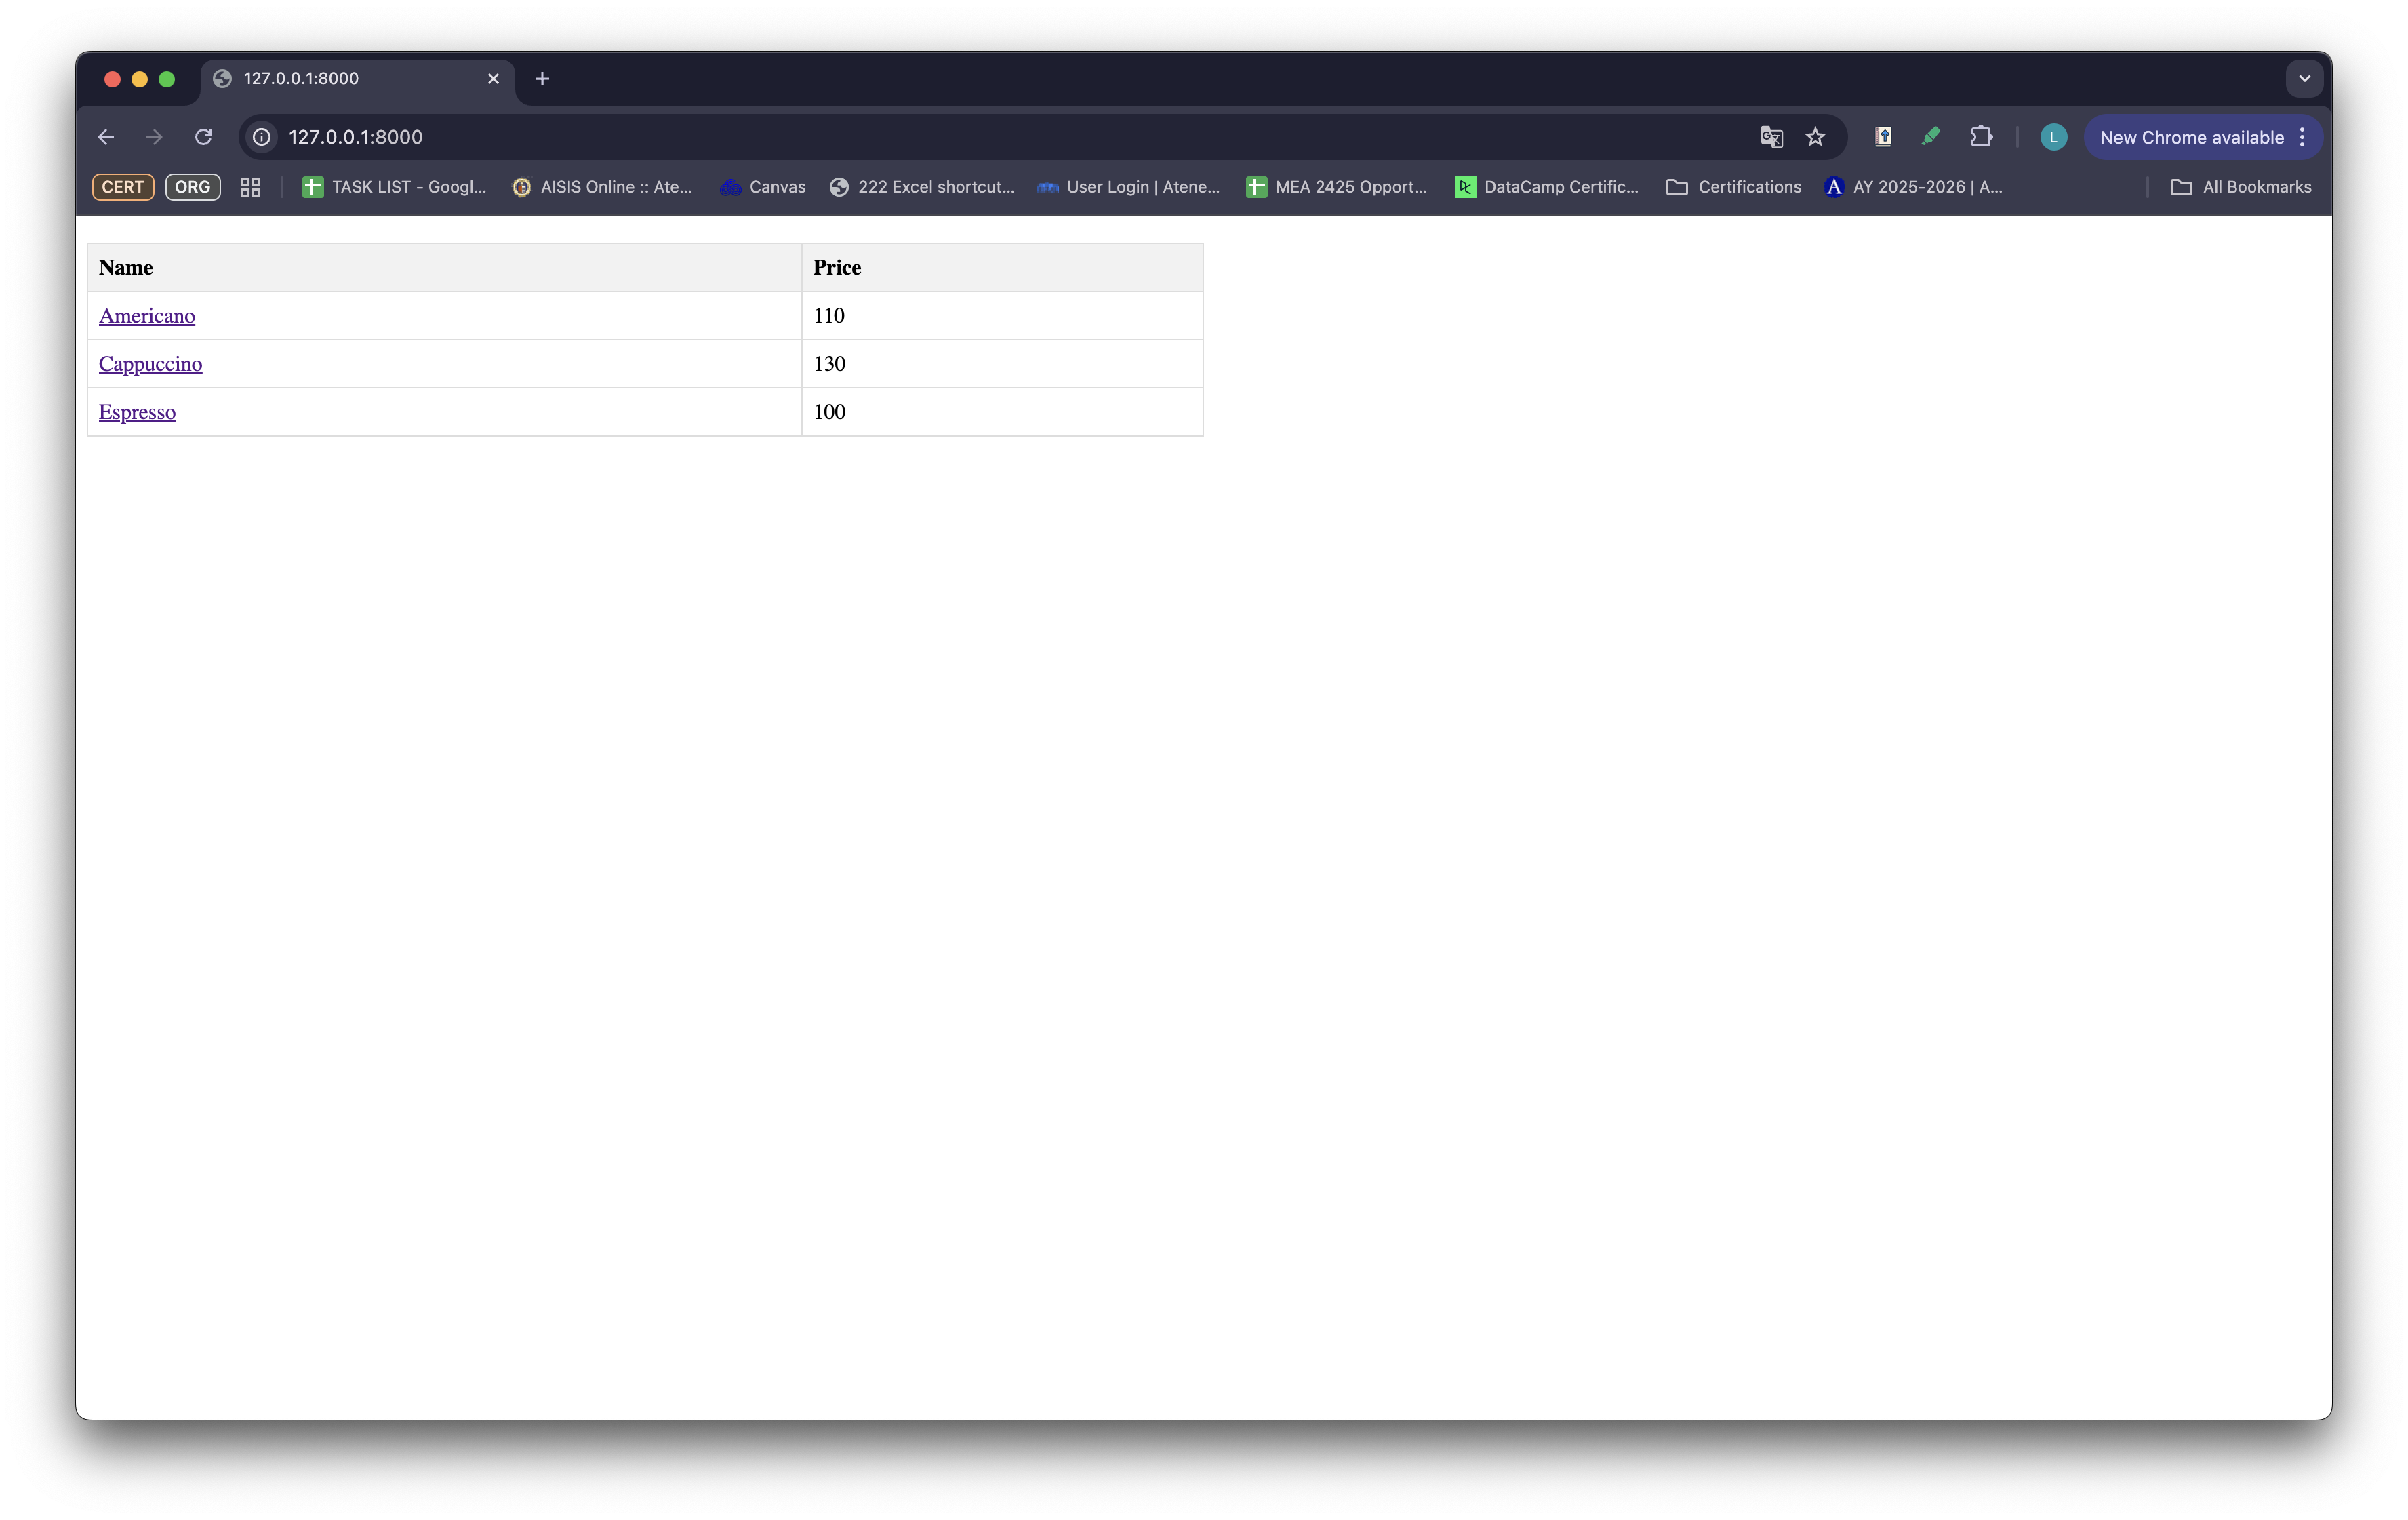 127.0.0.1:8000
127.0.0.1:8000
New Chrome available
L
CERT ORG TASK LIST - Googl... AISIS Online :: Ate... Canvas 222 Excel shortcut... User Login | Atene... MEA 2425 Opport... DataCamp Certific... Certifications A AY 2025-2026 | A... All Bookmarks
Name Price
Americano 110
Cappuccino 130
Espresso 100